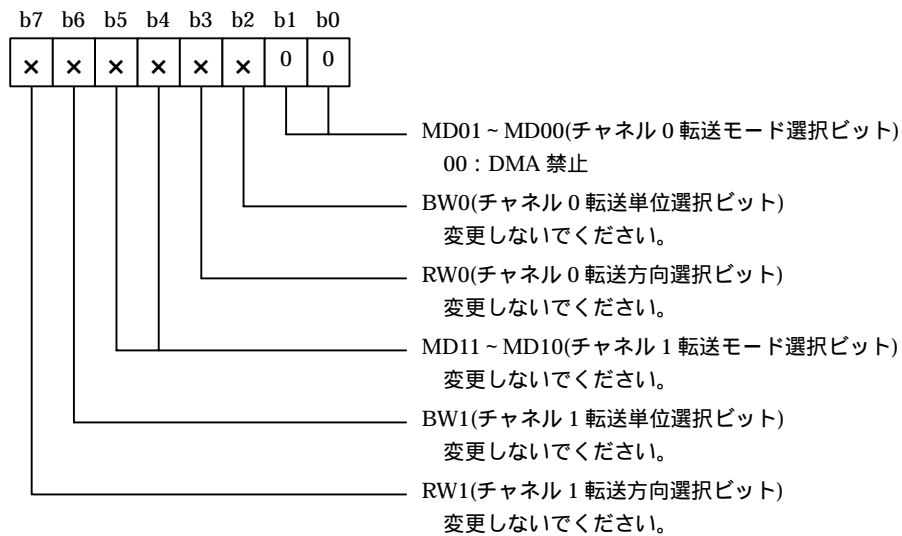 b7 b6 b5 b4 b3 b2 b1 b0
× × × × × × 0 0
MD01~MD00(チャネル 0 転送モード選択ビット)
00:DMA 禁止
BW0(チャネル 0 転送単位選択ビット)
変更しないでください。
RW0(チャネル 0 転送方向選択ビット)
変更しないでください。
MD11~MD10(チャネル 1 転送モード選択ビット)
変更しないでください。
BW1(チャネル 1 転送単位選択ビット)
変更しないでください。
RW1(チャネル 1 転送方向選択ビット)
変更しないでください。